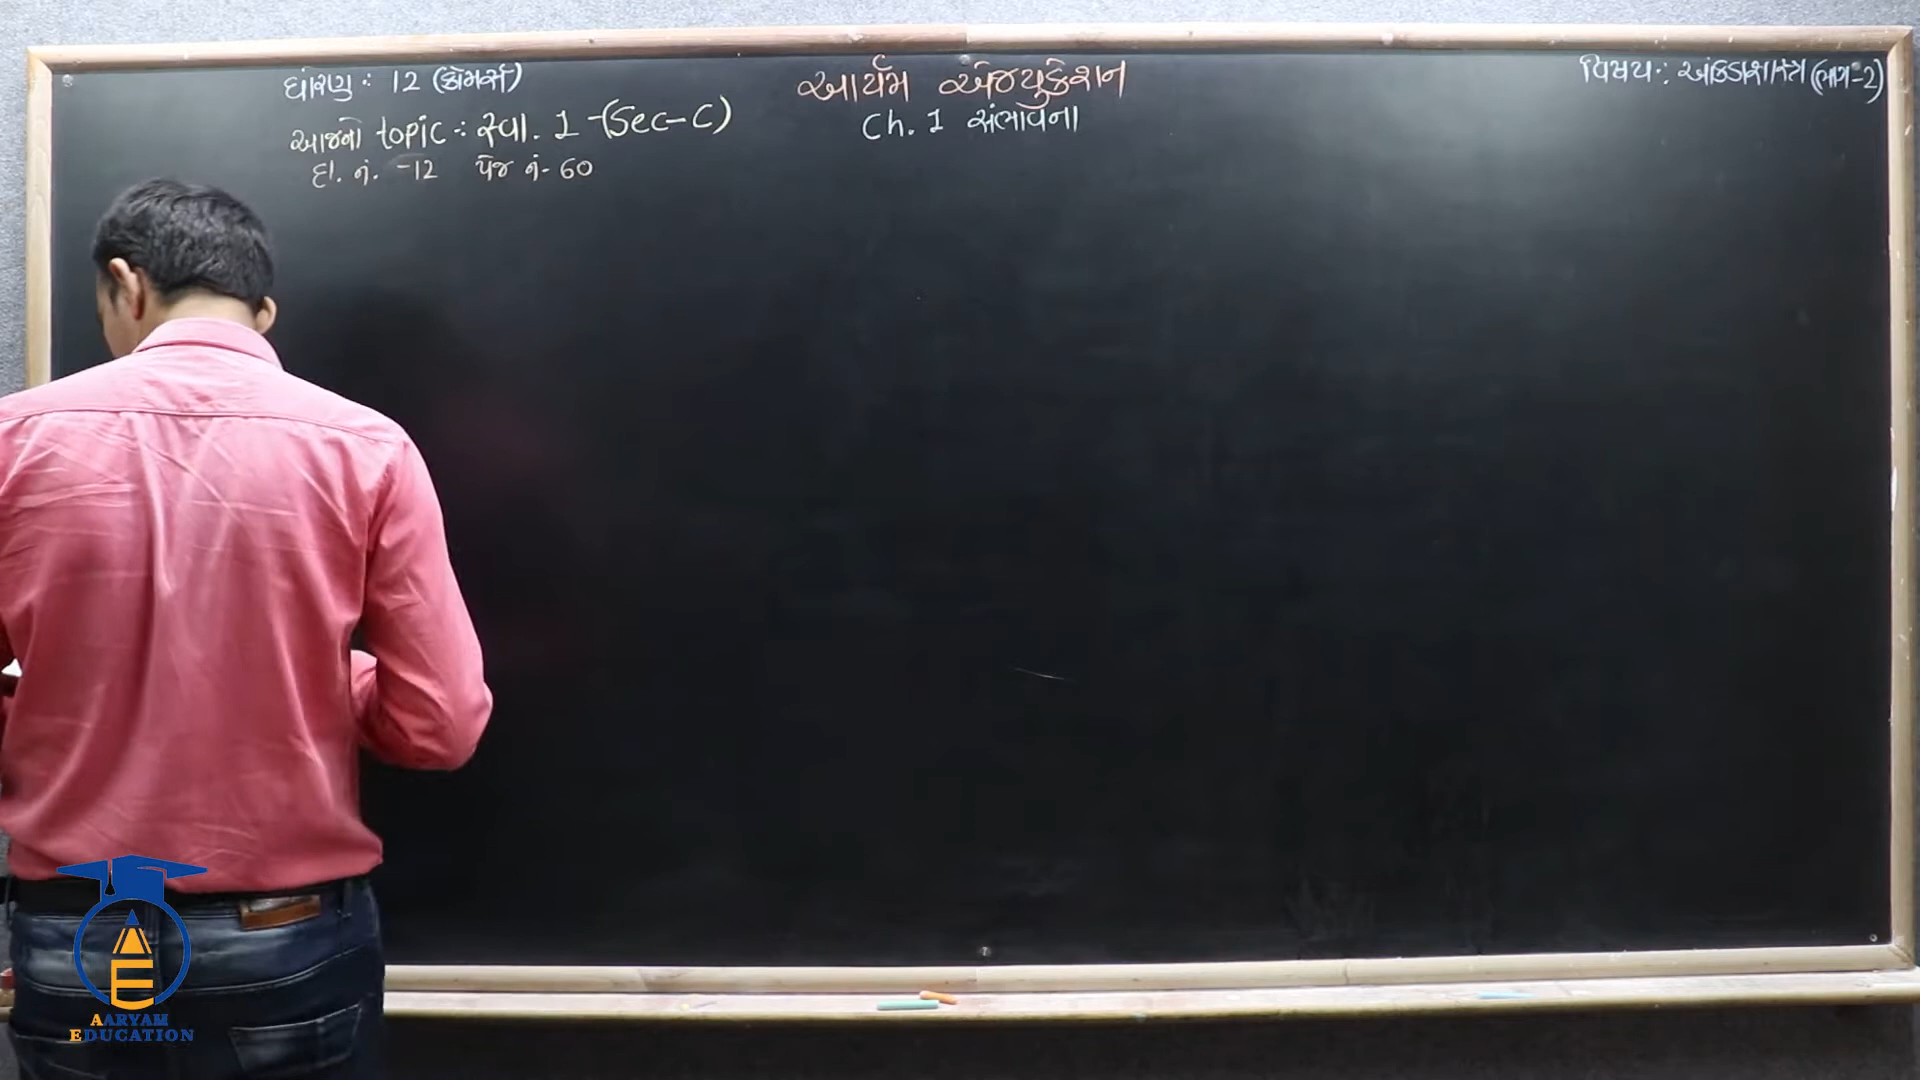 ધોરણ : 12 (કોમર્સ)
આર્યમ એજ્યુકેશન
વિષય : આંકડાશાસ્ત્ર (ભાગ-2)
આજનો topic : સ્વા. 1 - (Sec-C)
Ch. 1 સંભાવના
દા. નં. -12 પેજ નં- 60
AARYAM
EDUCATION